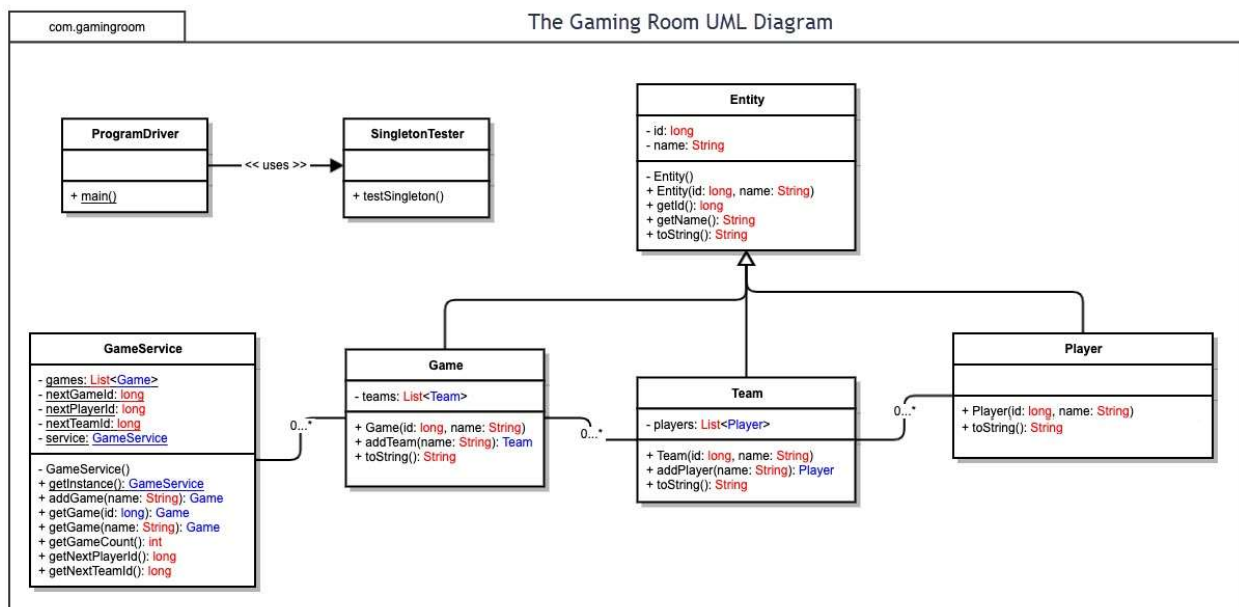 com.gamingroom
The Gaming Room UML Diagram
ProgramDriver
+ main()
<< uses >>
SingletonTester
+ testSingleton()
Entity
- id: long
- name: String
- Entity()
+ Entity(id: long, name: String)
+ getId(): long
+ getName(): String
+ toString(): String
GameService
- games: List<Game>
- nextGameId: long
- nextPlayerId: long
- nextTeamId: long
- service: GameService
- GameService()
+ getInstance(): GameService
+ addGame(name: String): Game
+ getGame(id: long): Game
+ getGame(name: String): Game
+ getGameCount(): int
+ getNextPlayerId(): long
+ getNextTeamId(): long
0...*
Game
- teams: List<Team>
+ Game(id: long, name: String)
+ addTeam(name: String): Team
+ toString(): String
0...*
Team
- players: List<Player>
+ Team(id: long, name: String)
+ addPlayer(name: String): Player
+ toString(): String
0...*
Player
+ Player(id: long, name: String)
+ toString(): String